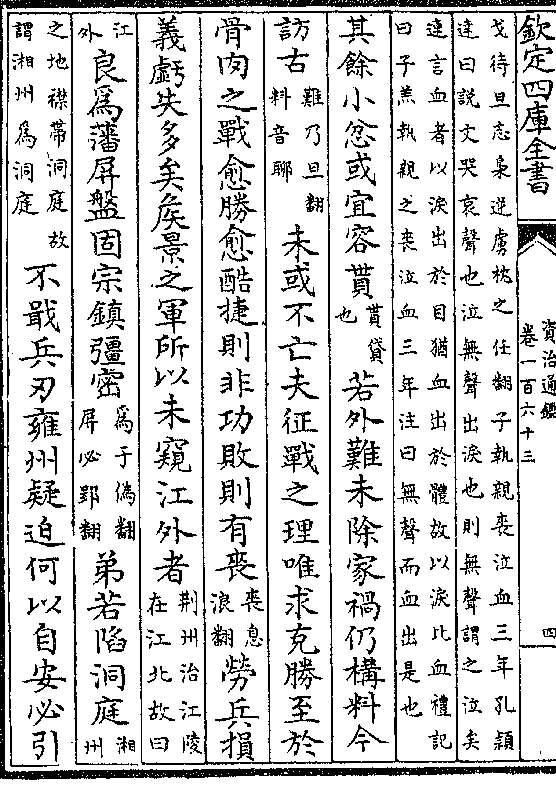 欽定四庫全書
資治通鑑
卷一百六十三
四
戈待旦志梟逆虜枕之任翻子執親喪泣血三年孔頴
達曰說文哭哀聲也泣無聲出淚也則無聲謂之泣矣
連言血者以淚出於目猶血出於體故以淚比血禮記
曰子羔執親之喪泣血三年注曰無聲而血出是也
其餘小忿或宜容貰貰貸也若外難未除家禍仍構料今
訪古難乃旦翻料音聊未或不亡夫征戰之理唯求克勝至於
骨肉之戰愈勝愈酷捷則非功敗則有喪喪息浪翻勞兵損
義虧失多矣矦景之軍所以未窺江外者荆州治江陵在江北故曰
江外良爲藩屏盤固宗鎮彊密爲于偽翻屏必郢翻弟若陷洞庭湘州
之地襟帶洞庭故謂湘州爲洞庭不戢兵刃雍州疑迫何以自安必引